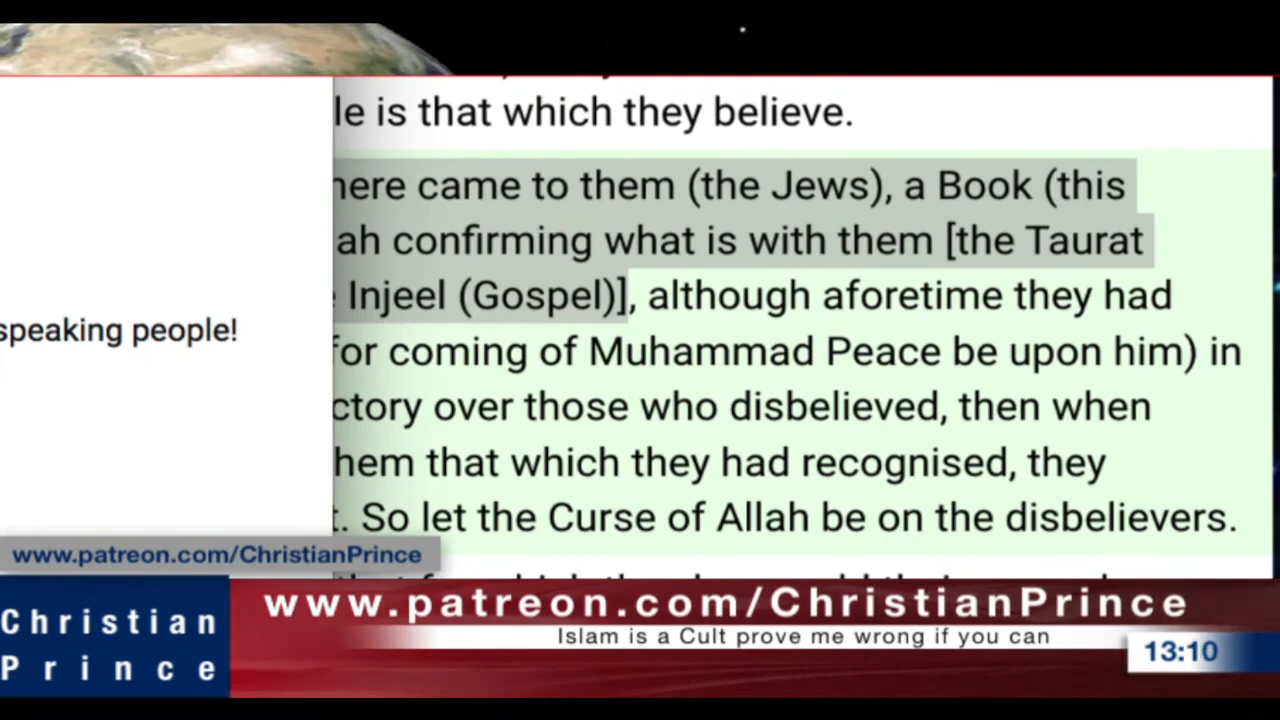 le is that which they believe.
here came to them (the Jews), a Book (this
ah confirming what is with them [the Taurat
Injeel (Gospel)], although aforetime they had
for coming of Muhammad Peace be upon him) in
ctory over those who disbelieved, then when
hem that which they had recognised, they
t. So let the Curse of Allah be on the disbelievers.
speaking people!
www.patreon.com/ChristianPrince
Christian
Prince
www.patreon.com/ChristianPrince
Islam is a Cult prove me wrong if you can
13:10